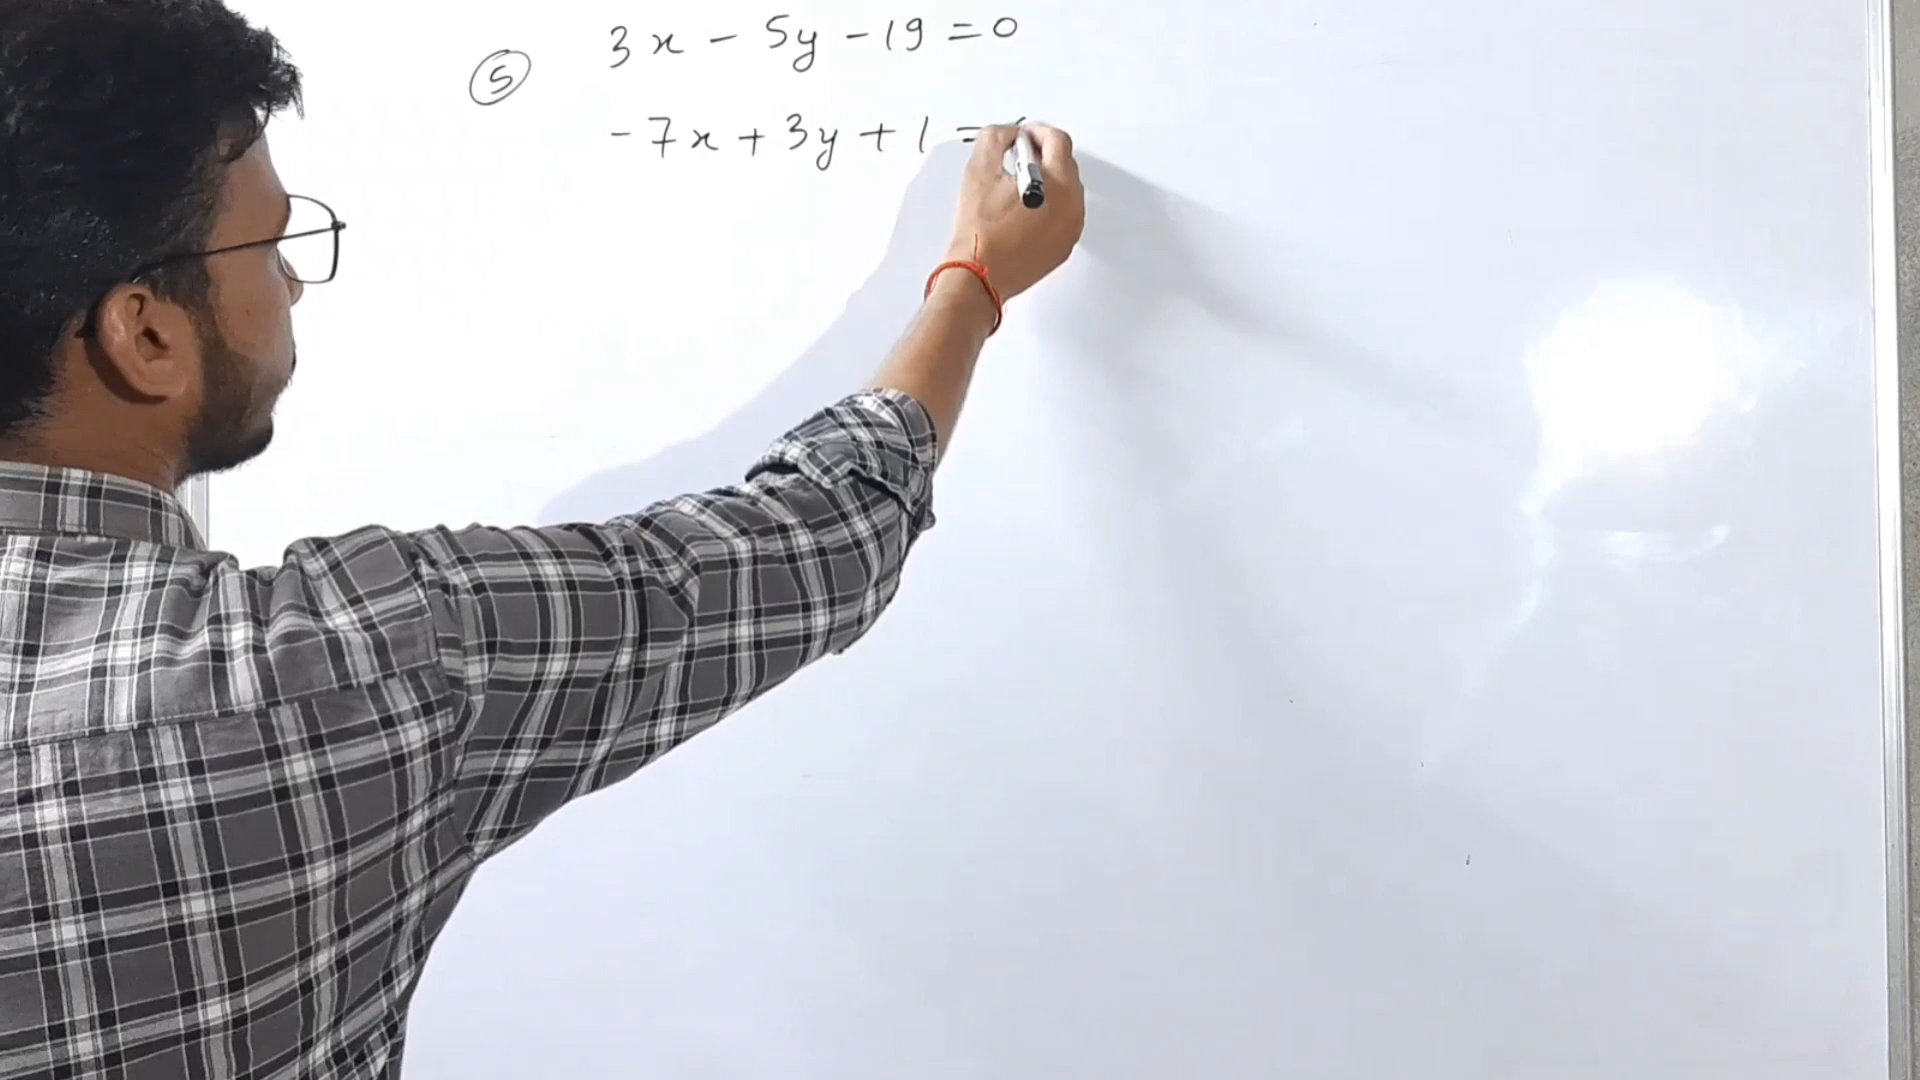 ⑤ 3x - 5y - 19 = 0
-7x + 3y + 1 =